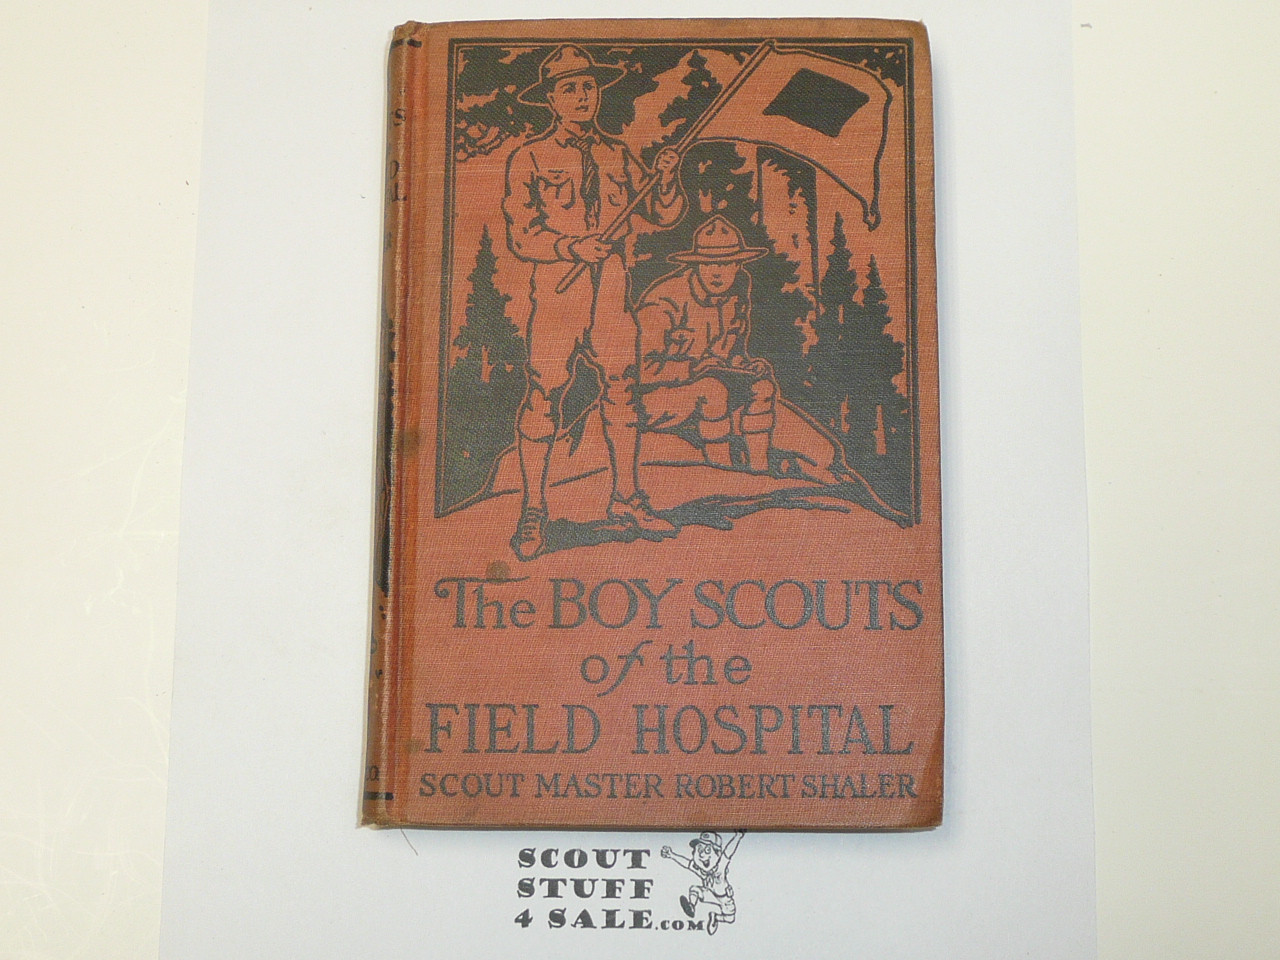 The BOY SCOUTS
of the
FIELD HOSPITAL
SCOUT MASTER ROBERT SHALER
SCOUT
STUFF
4 SALE.COM